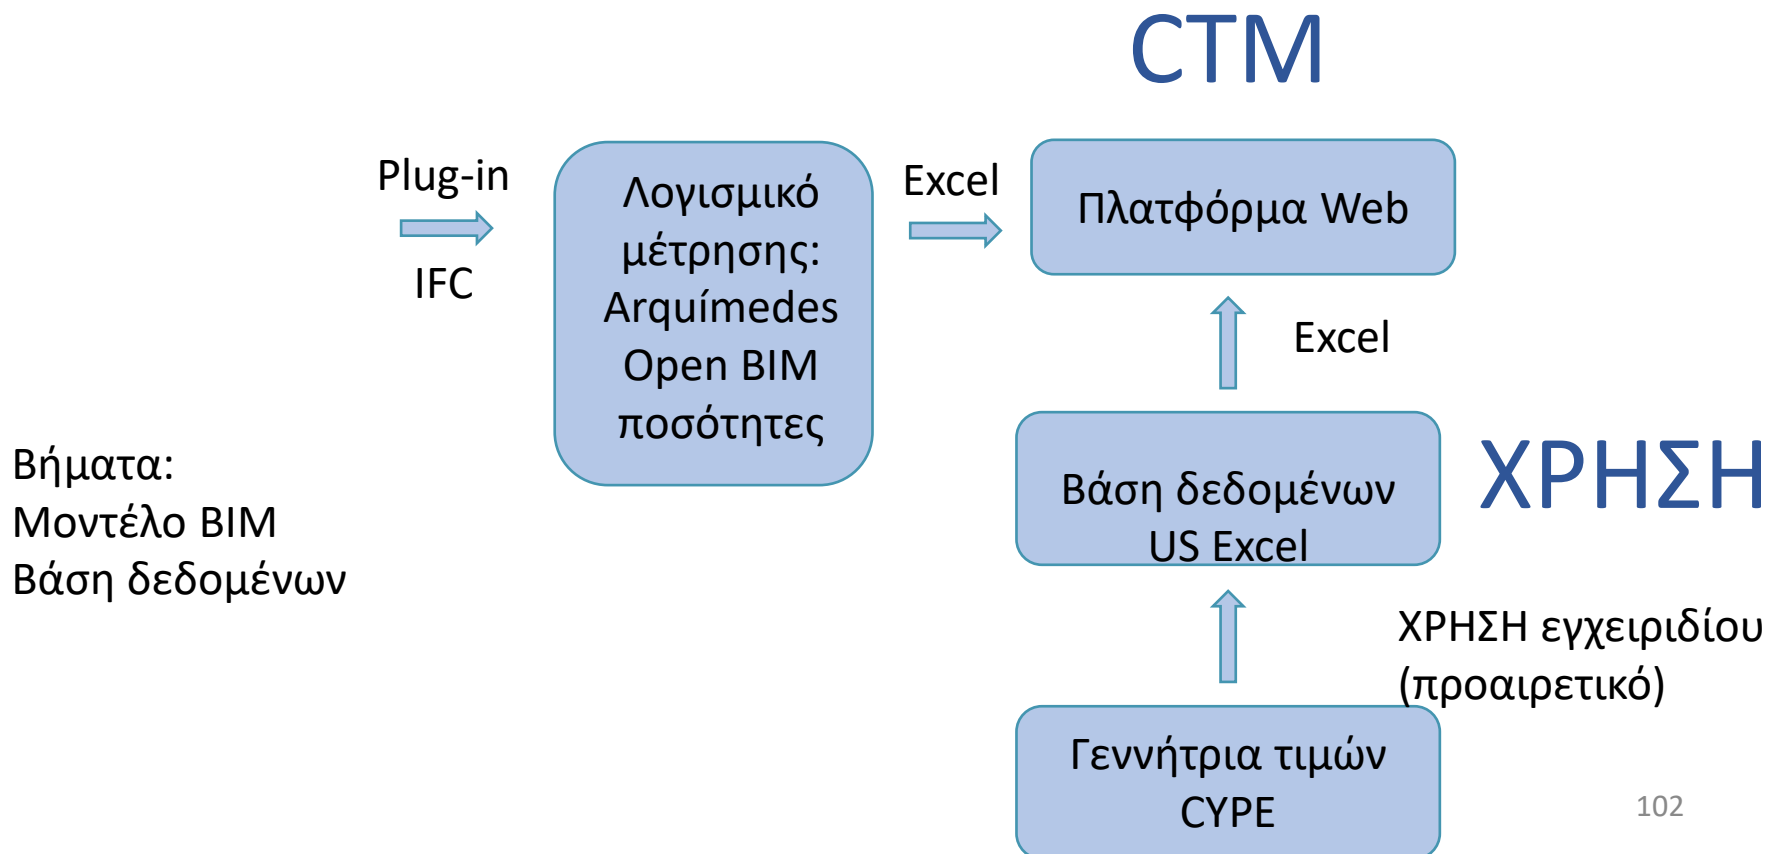 CTM
Plug-in
IFC
Λογισμικό
μέτρησης:
Arquímedes
Open BIM
ποσότητες
Excel
Πλατφόρμα Web
Excel
Βήματα:
Μοντέλο BIM
Βάση δεδομένων
Βάση δεδομένων
US Excel
ΧΡΗΣΗ
ΧΡΗΣΗ εγχειριδίου
(προαιρετικό)
Γεννήτρια τιμών
CYPE
102